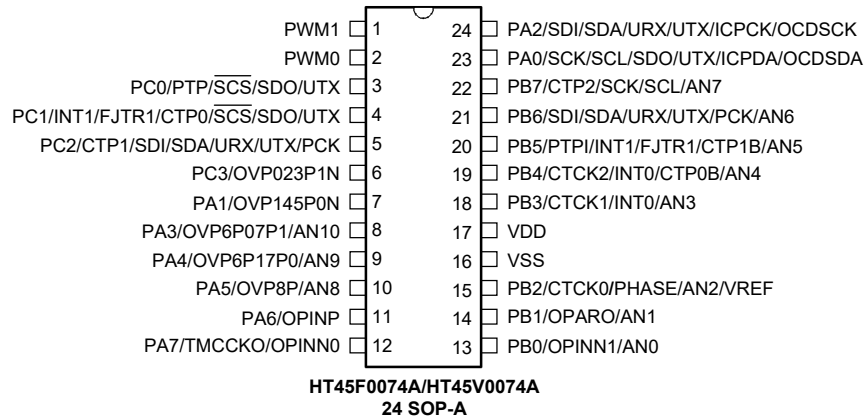 PWM1 1 24 PA2/SDI/SDA/URX/UTX/ICPCK/OCDSCK
PWM0 2 23 PA0/SCK/SCL/SDO/UTX/ICPDA/OCDSDA
PC0/PTP/S̅C̅S̅/SDO/UTX 3 22 PB7/CTP2/SCK/SCL/AN7
PC1/INT1/FJTR1/CTP0/S̅C̅S̅/SDO/UTX 4 21 PB6/SDI/SDA/URX/UTX/PCK/AN6
PC2/CTP1/SDI/SDA/URX/UTX/PCK 5 20 PB5/PTPI/INT1/FJTR1/CTP1B/AN5
PC3/OVP023P1N 6 19 PB4/CTCK2/INT0/CTP0B/AN4
PA1/OVP145P0N 7 18 PB3/CTCK1/INT0/AN3
PA3/OVP6P07P1/AN10 8 17 VDD
PA4/OVP6P17P0/AN9 9 16 VSS
PA5/OVP8P/AN8 10 15 PB2/CTCK0/PHASE/AN2/VREF
PA6/OPINP 11 14 PB1/OPARO/AN1
PA7/TMCCKO/OPINN0 12 13 PB0/OPINN1/AN0
HT45F0074A/HT45V0074A
24 SOP-A